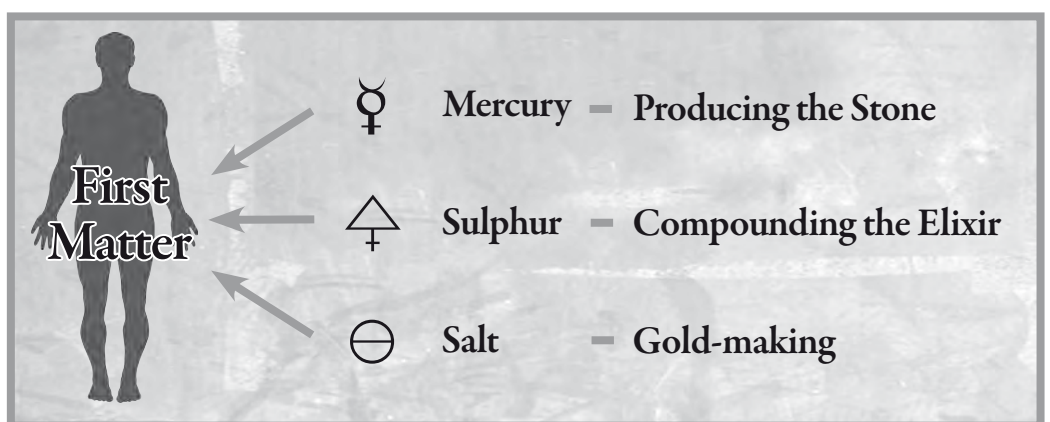 First
Matter
☿ Mercury – Producing the Stone
🜍 Sulphur – Compounding the Elixir
🜔 Salt – Gold-making